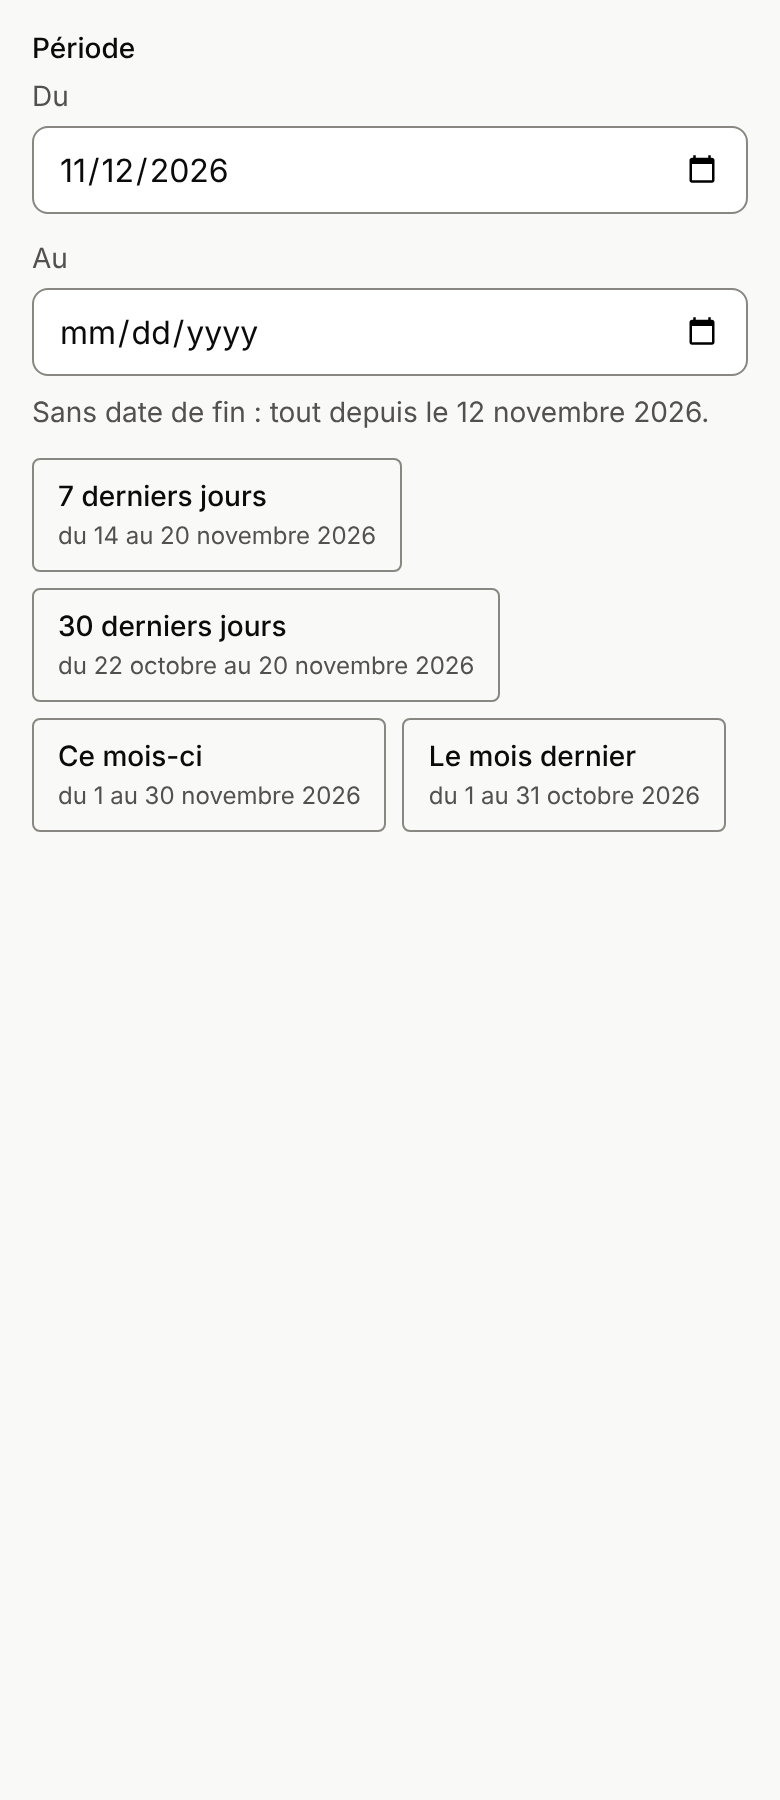 Période
Du
11/12/2026
Au
mm/dd/yyyy
Sans date de fin : tout depuis le 12 novembre 2026.
7 derniers jours
du 14 au 20 novembre 2026
30 derniers jours
du 22 octobre au 20 novembre 2026
Ce mois-ci
du 1 au 30 novembre 2026
Le mois dernier
du 1 au 31 octobre 2026